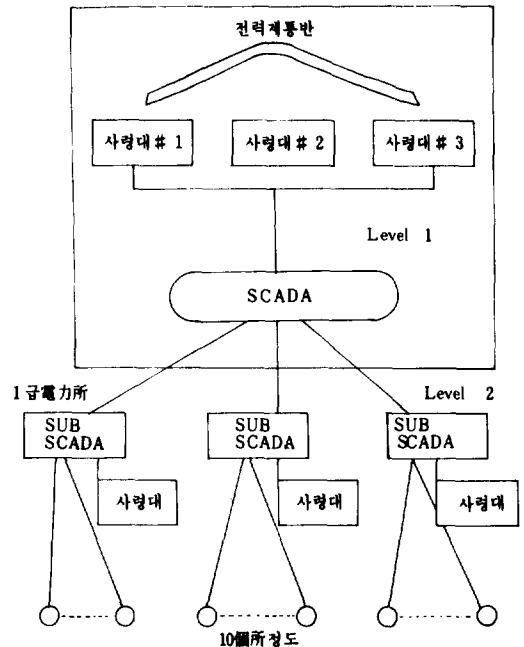 전력계통반
사령대 # 1
사령대 # 2
사령대 # 3
Level 1
SCADA
1급電力所
Level 2
SUB
SCADA
SUB
SCADA
SUB
SCADA
사령대
사령대
사령대
10個所정도